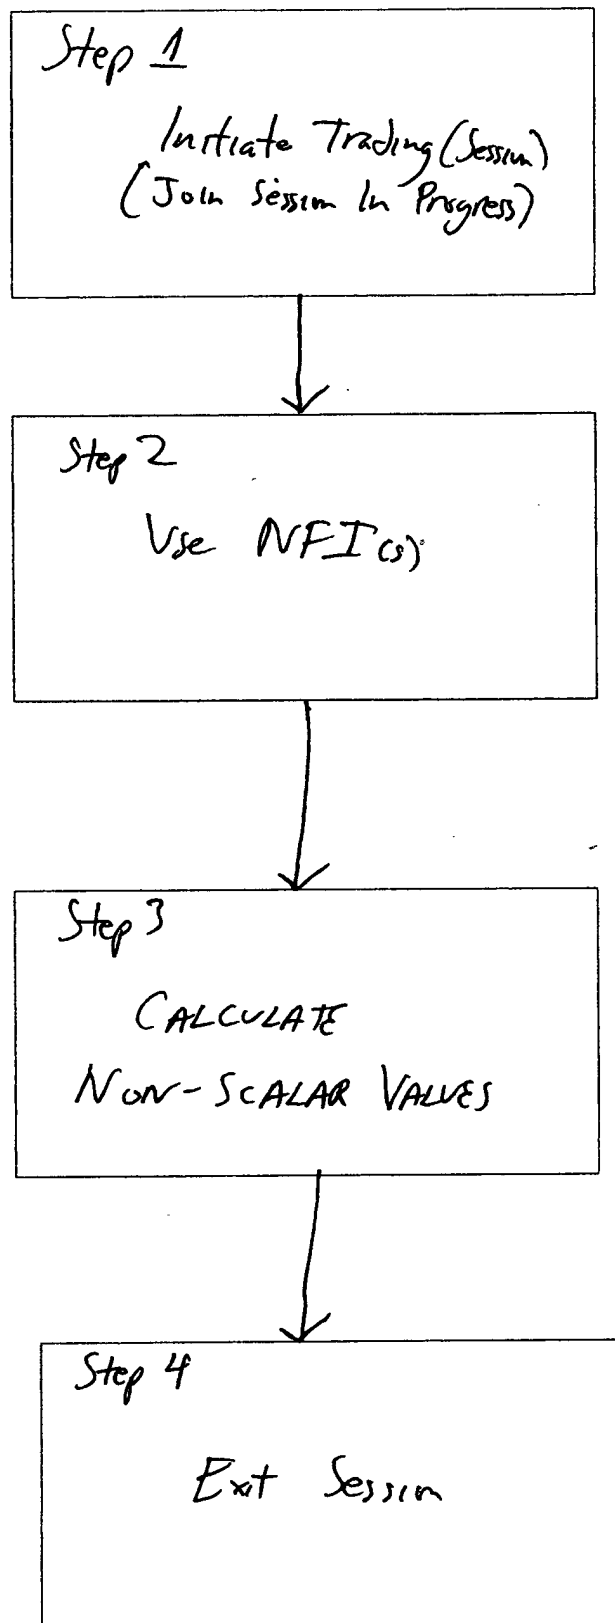 Step 1
Initiate Trading (Session)
(Join Session In Progress)
Step 2
Use NFI(s)
Step 3
CALCULATE
NON-SCALAR VALUES
Step 4
Exit Session